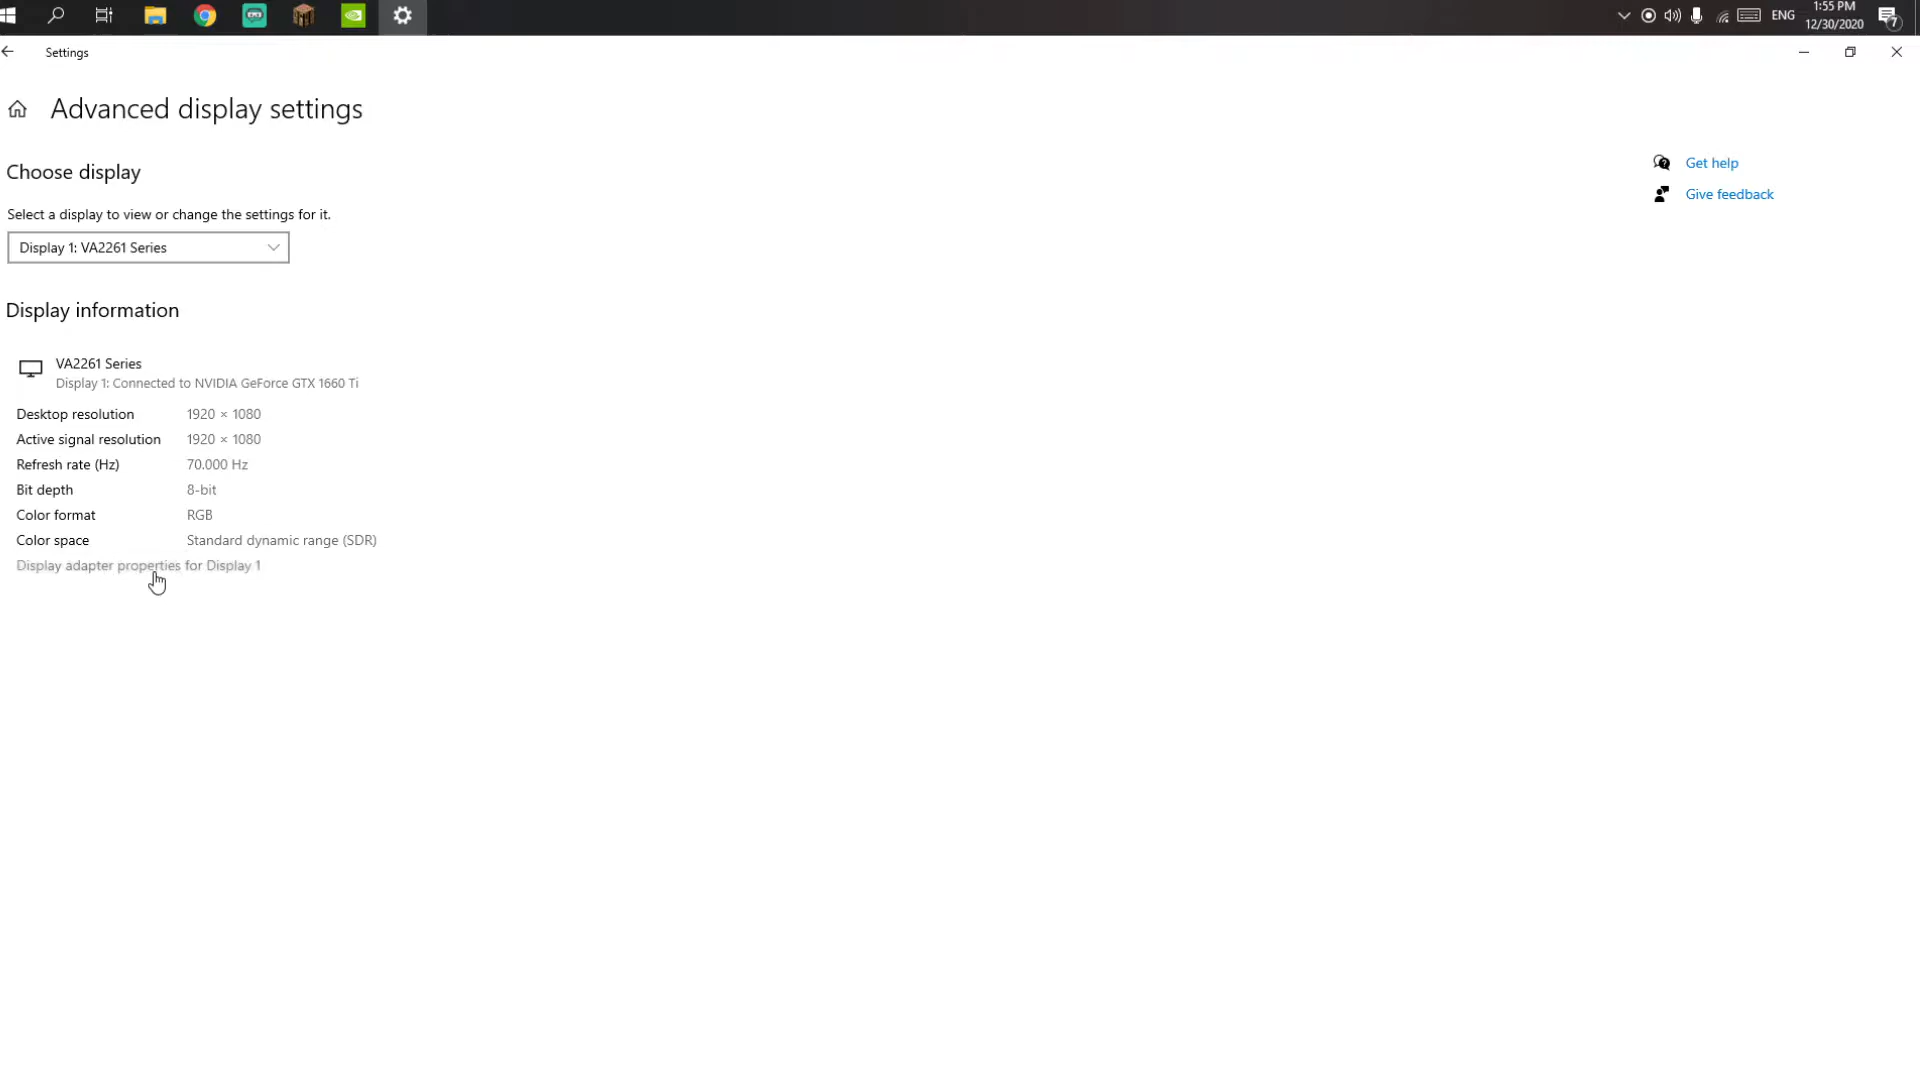 1:55 PM
ENG
12/30/2020
7
Settings
Advanced display settings
Choose display
Get help
Give feedback
Select a display to view or change the settings for it.
Display 1: VA2261 Series
Display information
VA2261 Series
Display 1: Connected to NVIDIA GeForce GTX 1660 Ti
Desktop resolution 1920 × 1080
Active signal resolution 1920 × 1080
Refresh rate (Hz) 70.000 Hz
Bit depth 8-bit
Color format RGB
Color space Standard dynamic range (SDR)
Display adapter properties for Display 1